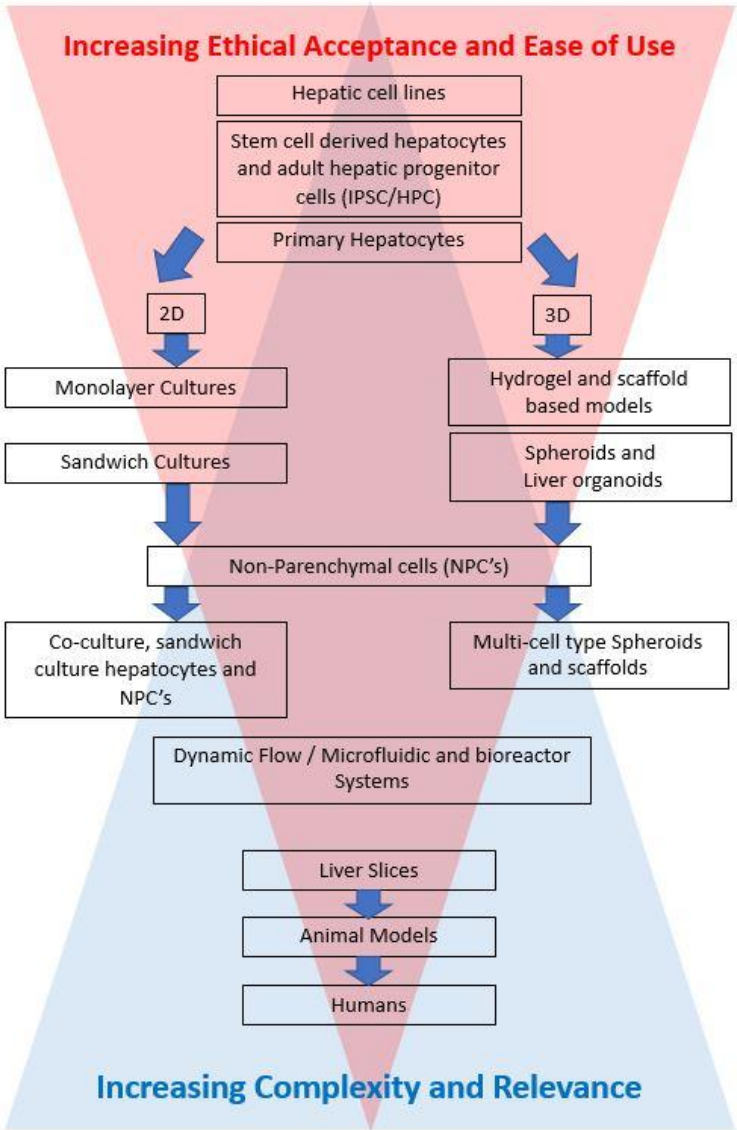 Increasing Ethical Acceptance and Ease of Use
Hepatic cell lines
Stem cell derived hepatocytes
and adult hepatic progenitor
cells (IPSC/HPC)
Primary Hepatocytes
2D
3D
Monolayer Cultures
Hydrogel and scaffold
based models
Sandwich Cultures
Spheroids and
Liver organoids
Non-Parenchymal cells (NPC's)
Co-culture, sandwich
culture hepatocytes and
NPC's
Multi-cell type Spheroids
and scaffolds
Dynamic Flow / Microfluidic and bioreactor
Systems
Liver Slices
Animal Models
Humans
Increasing Complexity and Relevance